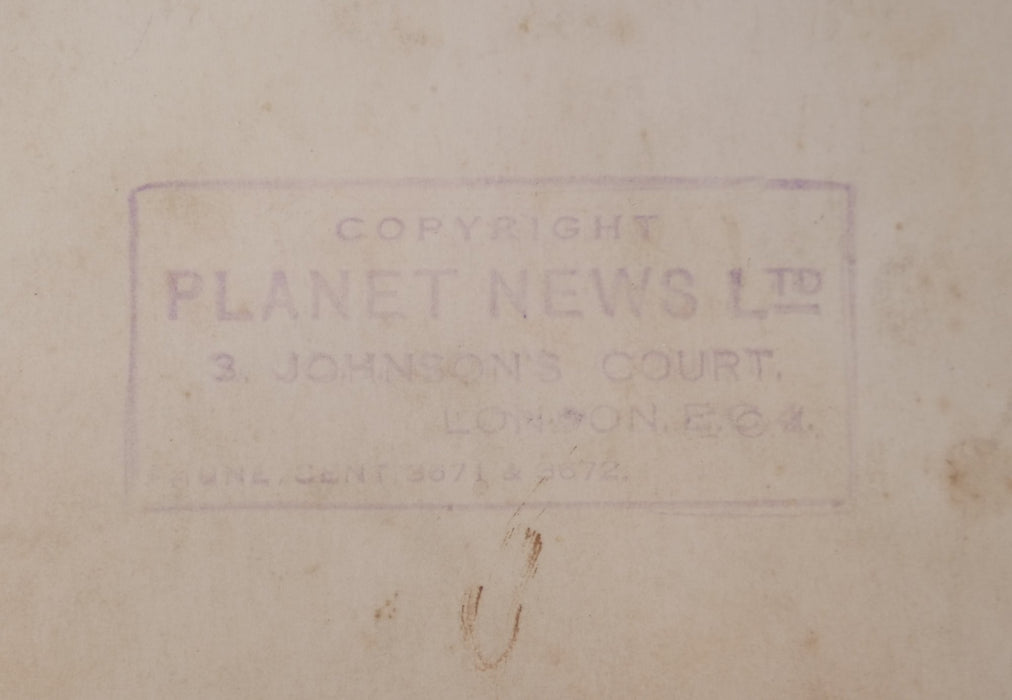 COPYRIGHT
PLANET NEWS LTD
3, JOHNSON'S COURT,
LONDON. E.C.4.
CENT. 3671 & 3672.